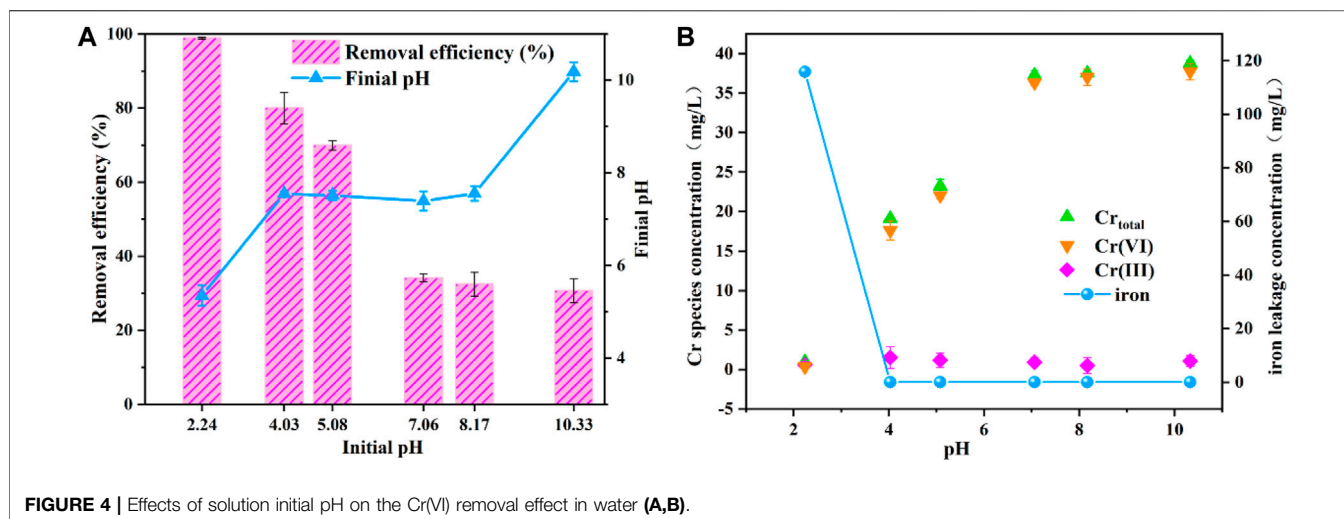 A
Removal efficiency (%)
Finial pH
100
80
60
40
20
0
Removal efficiency (%)
10
8
6
4
Finial pH
2.24 4.03 5.08 7.06 8.17 10.33
Initial pH
B
40
35
30
25
20
15
10
5
0
-5
Cr species concentration（mg/L）
Cr_total
Cr(VI)
Cr(III)
iron
120
100
80
60
40
20
0
iron leakage concentration（mg/L）
2 4 6 8 10
pH
FIGURE 4 | Effects of solution initial pH on the Cr(VI) removal effect in water (A,B).